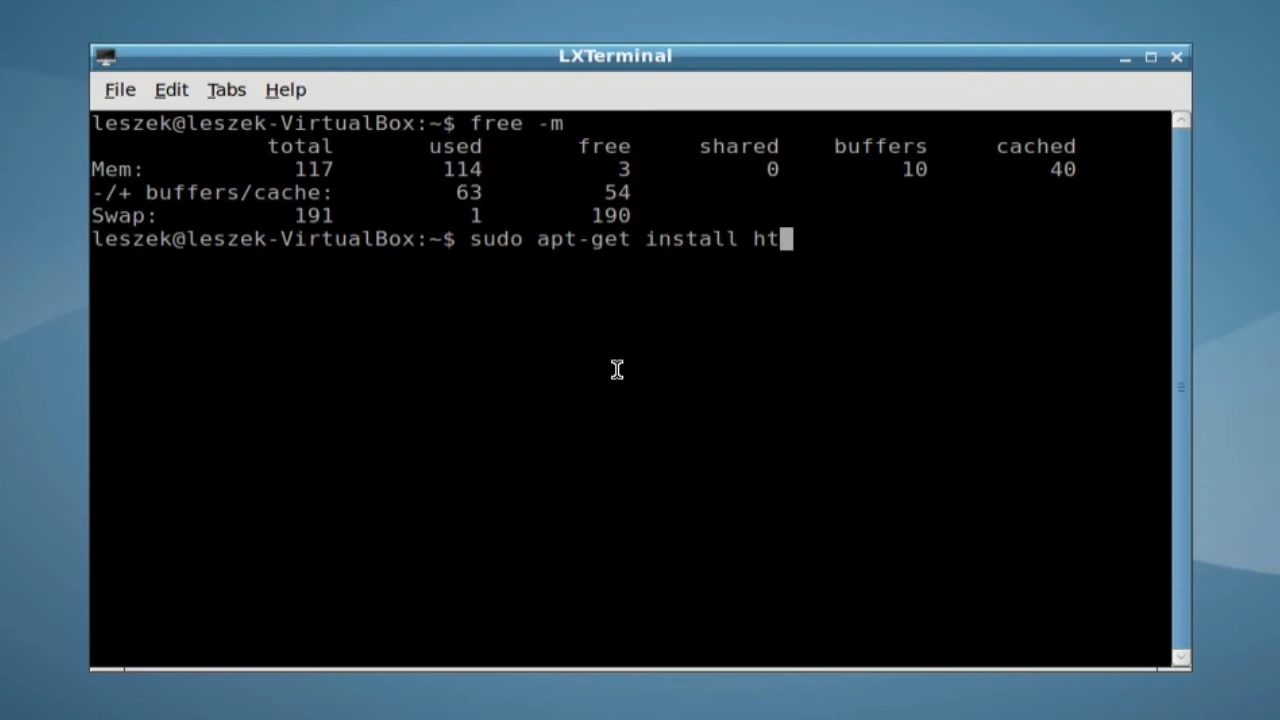 LXTerminal
File Edit Tabs Help
leszek@leszek-VirtualBox:~$ free -m
total used free shared buffers cached
Mem: 117 114 3 0 10 40
-/+ buffers/cache: 63 54
Swap: 191 1 190
leszek@leszek-VirtualBox:~$ sudo apt-get install ht